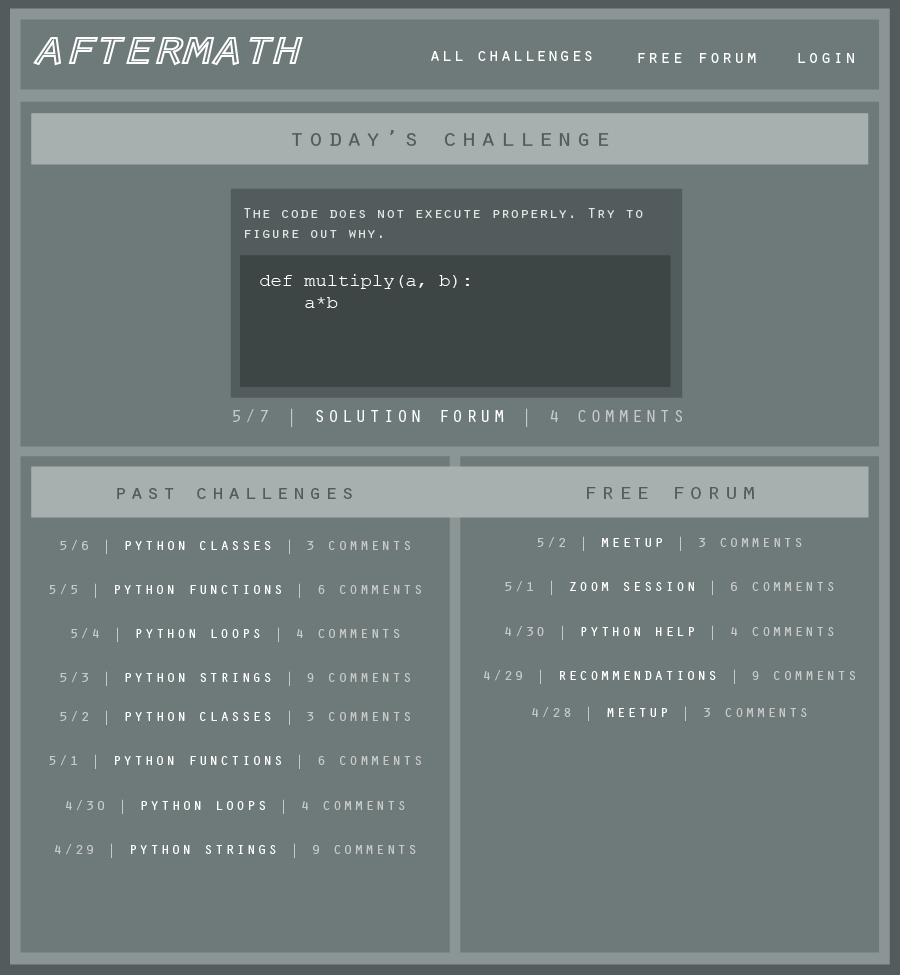 AFTERMATH
ALL CHALLENGES FREE FORUM LOGIN
TODAY'S CHALLENGE
THE CODE DOES NOT EXECUTE PROPERLY. TRY TO
FIGURE OUT WHY.
def multiply(a, b):
    a*b
5/7 | SOLUTION FORUM | 4 COMMENTS
PAST CHALLENGES
5/6 | PYTHON CLASSES | 3 COMMENTS
5/5 | PYTHON FUNCTIONS | 6 COMMENTS
5/4 | PYTHON LOOPS | 4 COMMENTS
5/3 | PYTHON STRINGS | 9 COMMENTS
5/2 | PYTHON CLASSES | 3 COMMENTS
5/1 | PYTHON FUNCTIONS | 6 COMMENTS
4/30 | PYTHON LOOPS | 4 COMMENTS
4/29 | PYTHON STRINGS | 9 COMMENTS
FREE FORUM
5/2 | MEETUP | 3 COMMENTS
5/1 | ZOOM SESSION | 6 COMMENTS
4/30 | PYTHON HELP | 4 COMMENTS
4/29 | RECOMMENDATIONS | 9 COMMENTS
4/28 | MEETUP | 3 COMMENTS